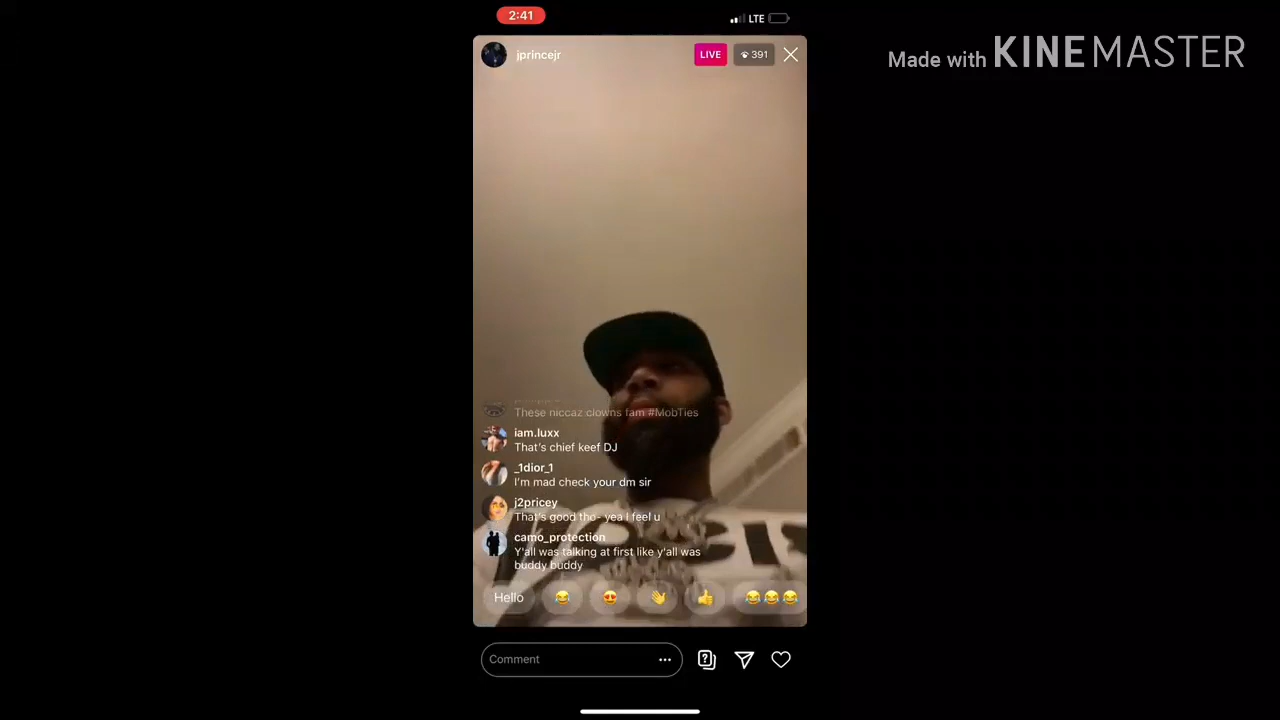 2:41
LTE
Made with KINEMASTER
jprincejr
LIVE
391
These niccaz clowns fam #MobTies
iam.luxx
That's chief keef DJ
_1dior_1
I'm mad check your dm sir
j2pricey
That's good tho- yea I feel u
camo_protection
Y'all was talking at first like y'all was
buddy buddy
Hello
Comment